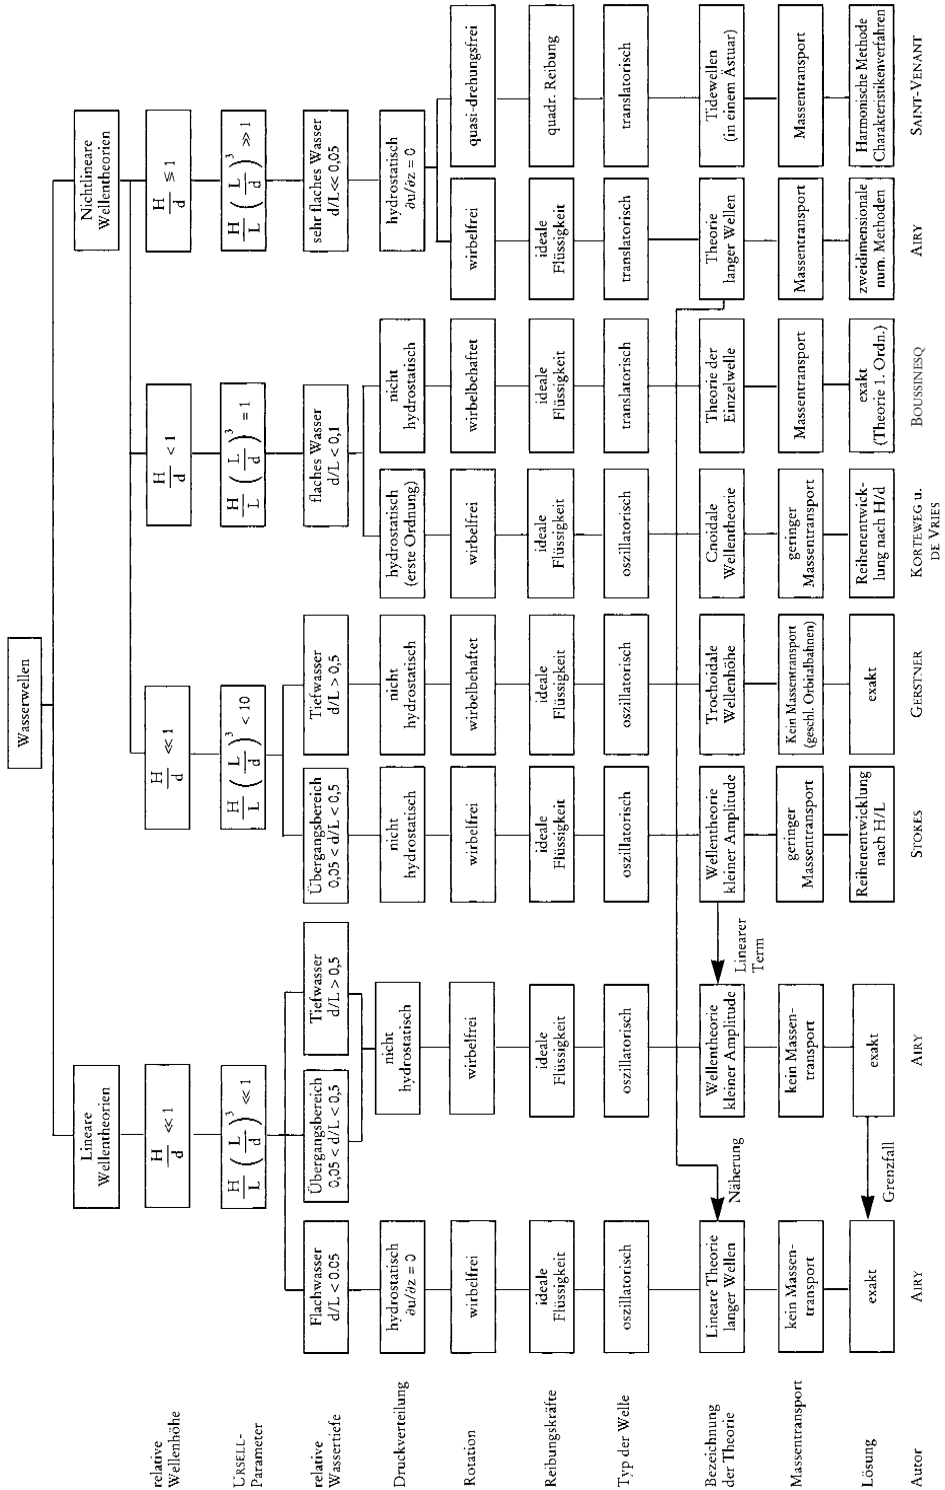 Wasserwellen
Lineare
Wellentheorien
Nichtlineare
Wellentheorien
relative
Wellenhöhe
H/d ≪ 1
H/d ≪ 1
H/d < 1
H/d ≦ 1
URSELL-
Parameter
H/L (L/d)³ ≪ 1
H/L (L/d)³ < 10
H/L (L/d)³ = 1
H/L (L/d)³ ≫ 1
relative
Wassertiefe
Flachwasser
d/L < 0.05
Übergangsbereich
0,05 < d/L < 0,5
Tiefwasser
d/L > 0,5
Übergangsbereich
0,05 < d/L < 0,5
Tiefwasser
d/L > 0,5
flaches Wasser
d/L < 0,1
sehr flaches Wasser
d/L ≪ 0,05
Druckverteilung
hydrostatisch
∂u/∂z = 0
nicht
hydrostatisch
nicht
hydrostatisch
nicht
hydrostatisch
hydrostatisch
(erste Ordnung)
nicht
hydrostatisch
hydrostatisch
∂u/∂z = 0
Rotation
wirbelfrei
wirbelfrei
wirbelfrei
wirbelbehaftet
wirbelfrei
wirbelbehaftet
wirbelfrei
quasi-drehungsfrei
Reibungskräfte
ideale
Flüssigkeit
ideale
Flüssigkeit
ideale
Flüssigkeit
ideale
Flüssigkeit
ideale
Flüssigkeit
ideale
Flüssigkeit
ideale
Flüssigkeit
quadr. Reibung
Typ der Welle
oszillatorisch
oszillatorisch
oszillatorisch
oszillatorisch
oszillatorisch
translatorisch
translatorisch
translatorisch
Bezeichnung
der Theorie
Lineare Theorie
langer Wellen
Näherung
Wellentheorie
kleiner Amplitude
Linearer
Term
Wellentheorie
kleiner Amplitude
Trochoidale
Wellenhöhe
Cnoidale
Wellentheorie
Theorie der
Einzelwelle
Theorie
langer Wellen
Tidewellen
(in einem Ästuar)
Massentransport
kein Massen-
transport
kein Massen-
transport
geringer
Massentransport
Kein Massentransport
(geschl. Orbitalbahnen)
geringer
Massentransport
Massentransport
Massentransport
Massentransport
Lösung
exakt
Grenzfall
exakt
Reihenentwicklung
nach H/L
exakt
Reihenentwick-
lung nach H/d
exakt
(Theorie 1. Ordn.)
zweidimensionale
num. Methoden
Harmonische Methode
Charakteristikenverfahren
Autor
AIRY
AIRY
STOKES
GERSTNER
KORTEWEG u.
DE VRIES
BOUSSINESQ
AIRY
SAINT-VENANT